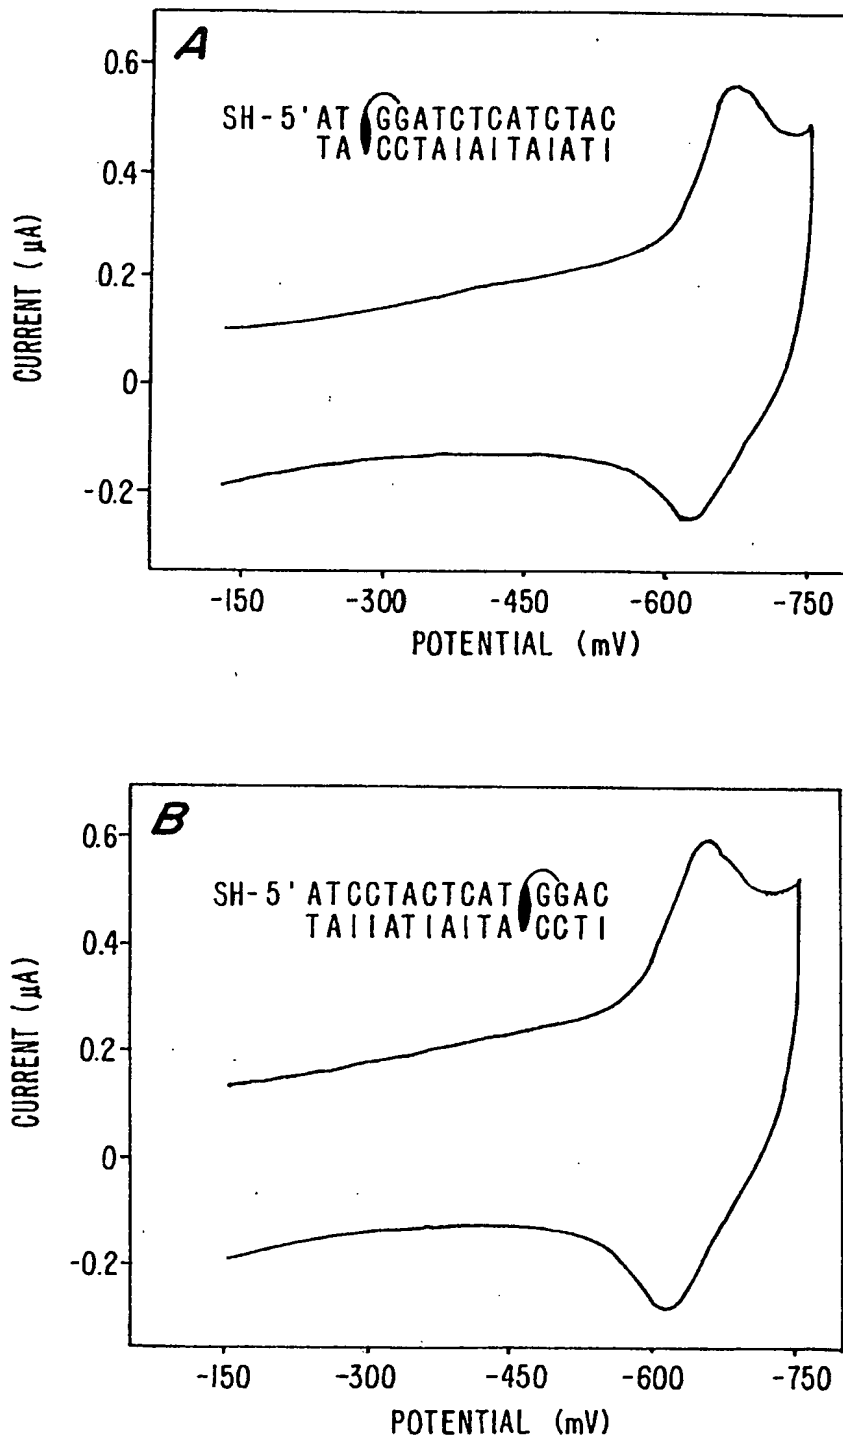 A
0.6
SH-5'AT GGATCTCATCTAC
TA CCTAIAITAIATI
0.4
0.2
0
-0.2
CURRENT (μA)
-150 -300 -450 -600 -750
POTENTIAL (mV)
B
0.6
SH-5'ATCCTACTCAT GGAC
TAIIATIAITA CCTI
0.4
0.2
0
-0.2
CURRENT (μA)
-150 -300 -450 -600 -750
POTENTIAL (mV)